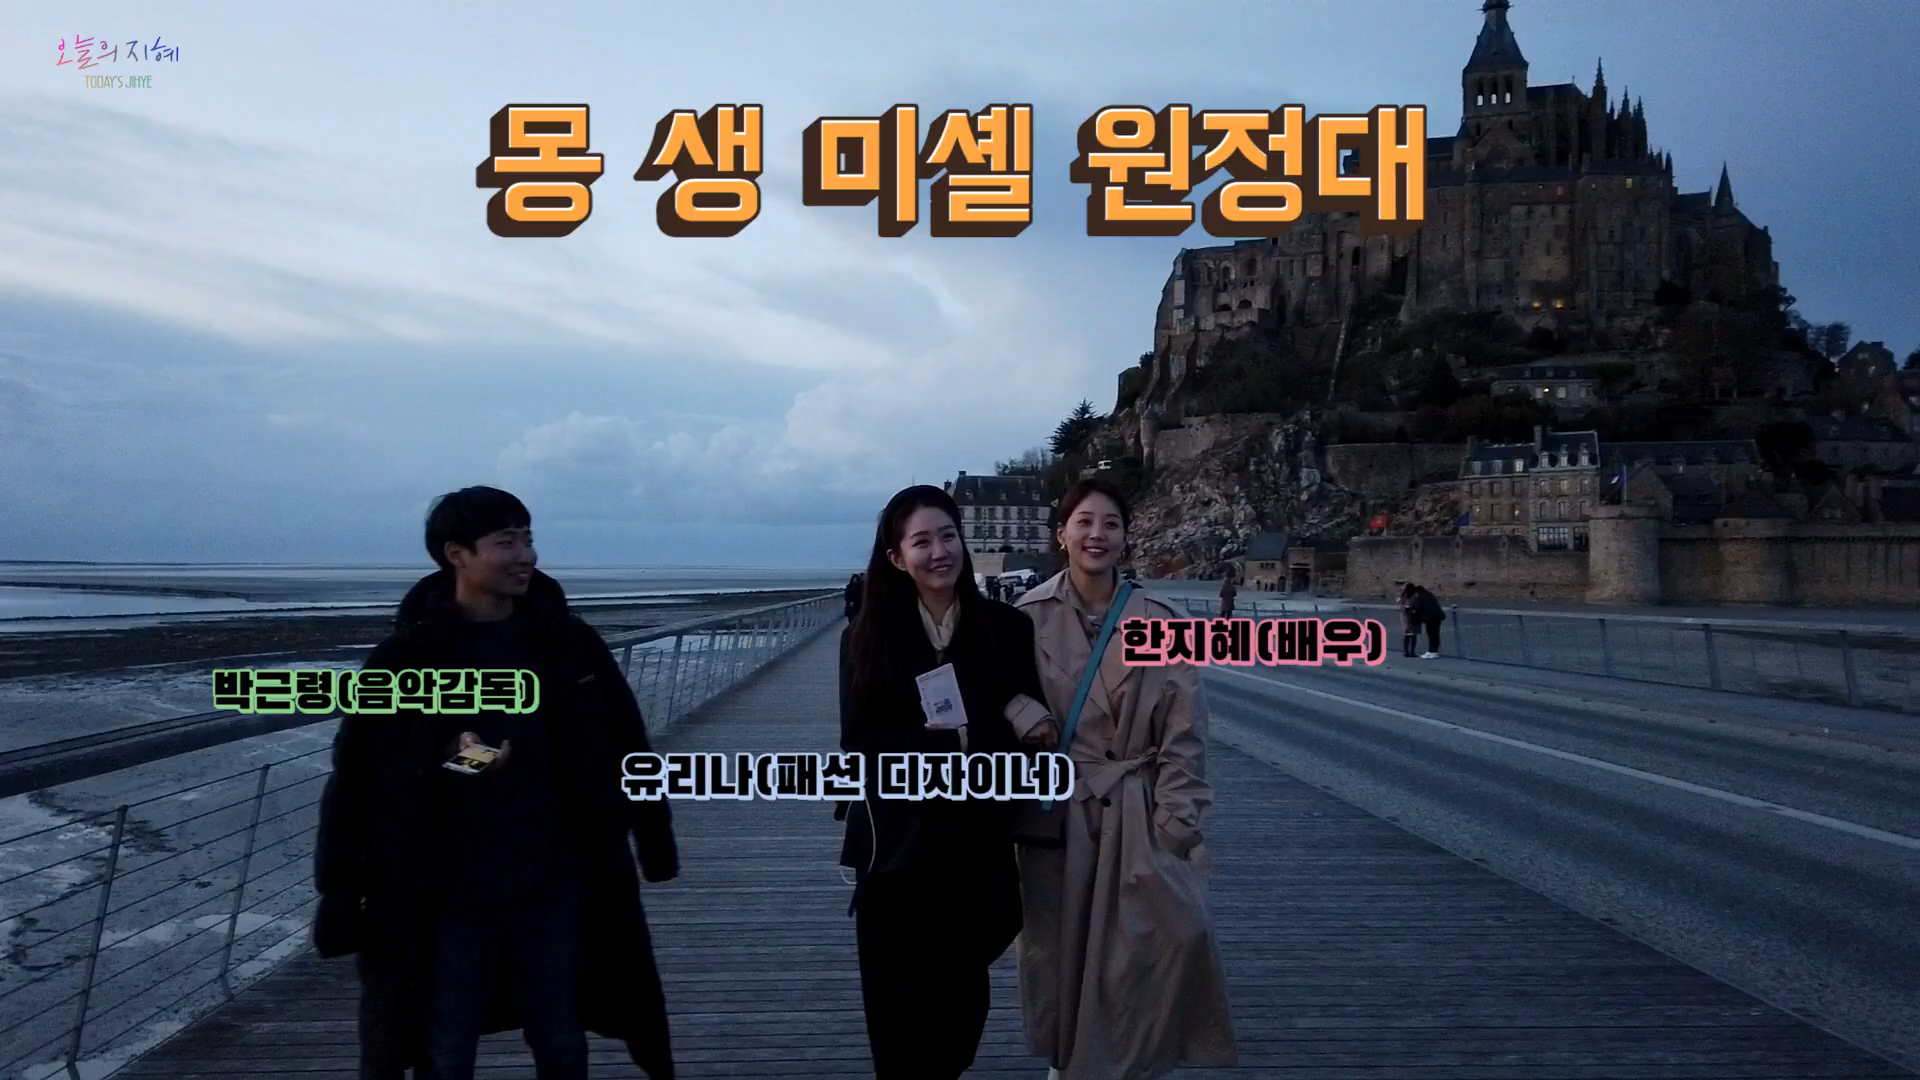 오늘의 지혜
TODAY'S JIHYE
몽 생 미셸 원정대
한지혜(배우)
박근령(음악감독)
유리나(패션 디자이너)